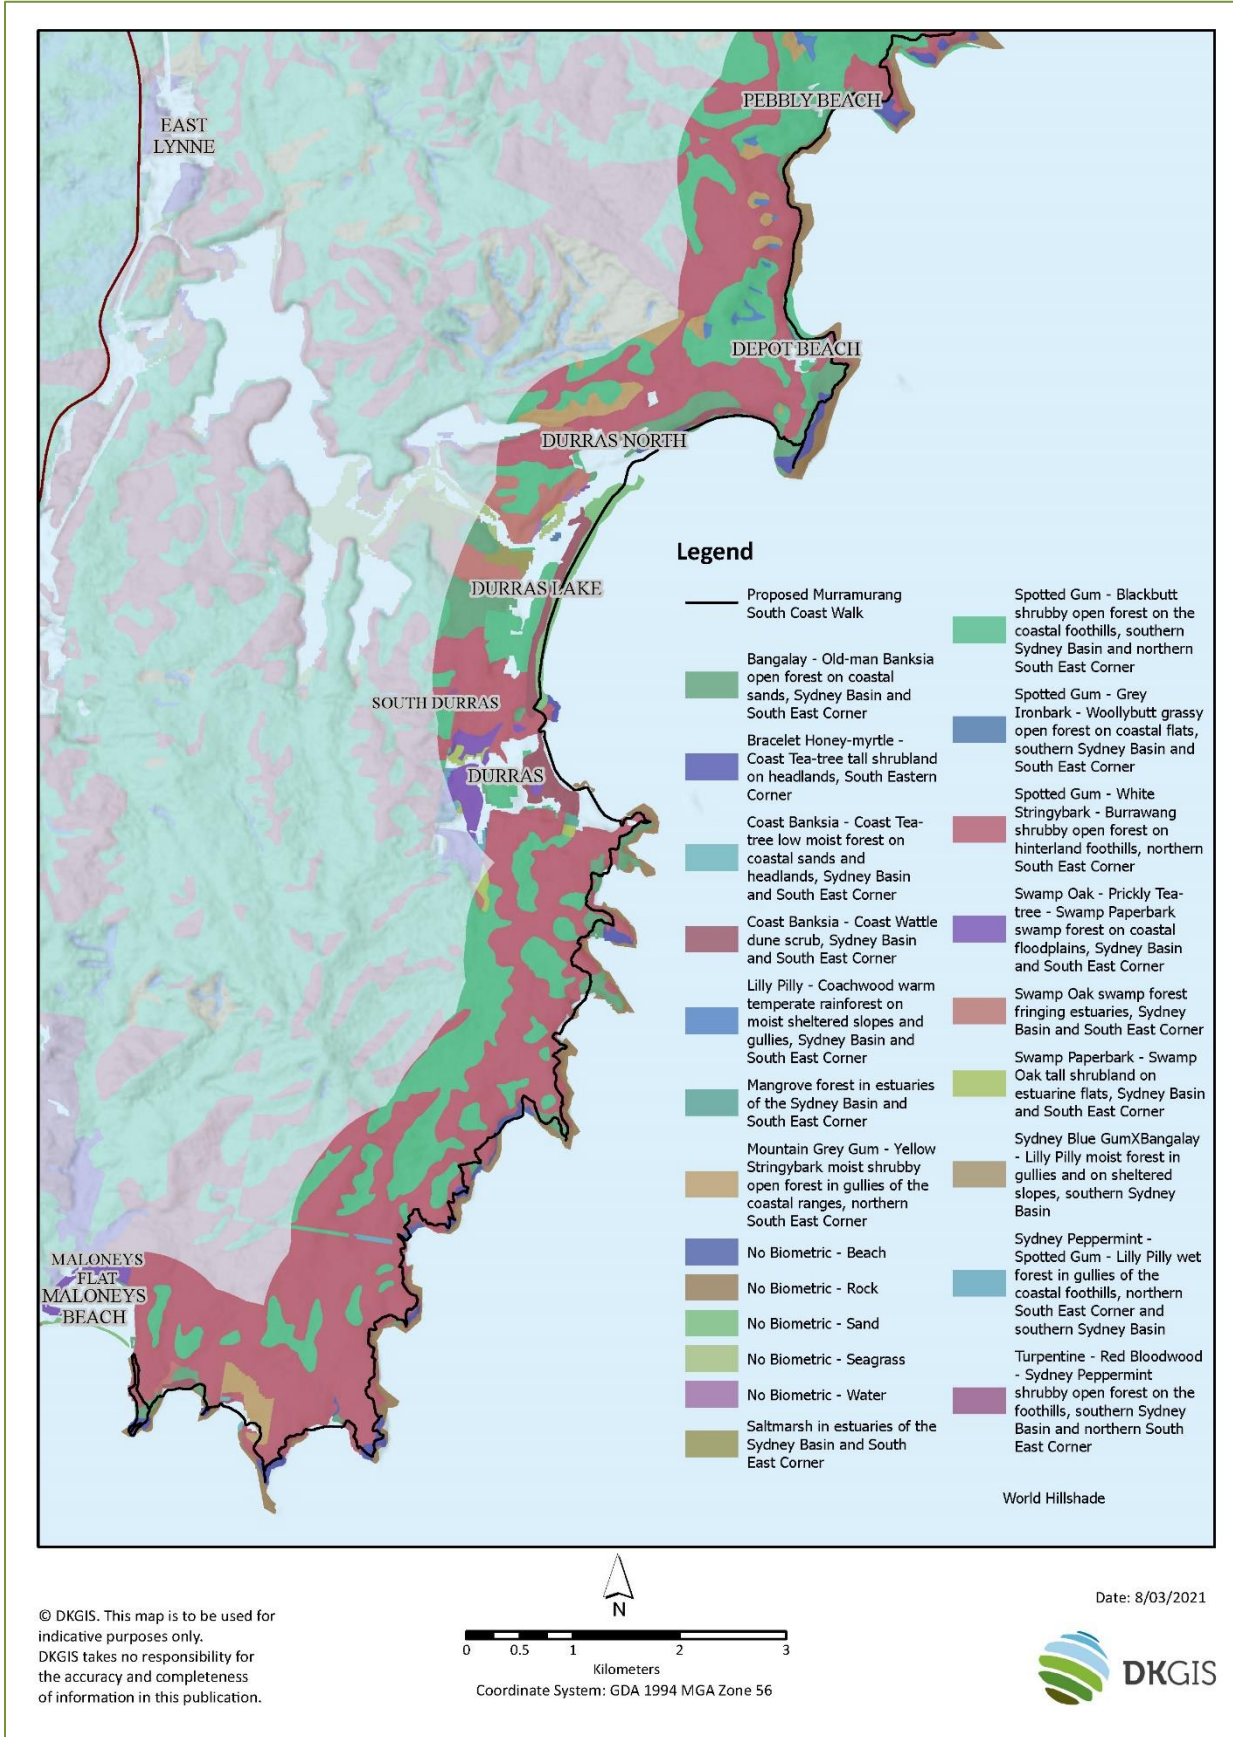 PEBBLY BEACH
EAST
LYNNE
DEPOT BEACH
DURRAS NORTH
DURRAS LAKE
SOUTH DURRAS
DURRAS
MALONEYS
FLAT
MALONEYS
BEACH
Legend
Proposed Murramurang
South Coast Walk
Bangalay - Old-man Banksia
open forest on coastal
sands, Sydney Basin and
South East Corner
Bracelet Honey-myrtle -
Coast Tea-tree tall shrubland
on headlands, South Eastern
Corner
Coast Banksia - Coast Tea-
tree low moist forest on
coastal sands and
headlands, Sydney Basin
and South East Corner
Coast Banksia - Coast Wattle
dune scrub, Sydney Basin
and South East Corner
Lilly Pilly - Coachwood warm
temperate rainforest on
moist sheltered slopes and
gullies, Sydney Basin and
South East Corner
Mangrove forest in estuaries
of the Sydney Basin and
South East Corner
Mountain Grey Gum - Yellow
Stringybark moist shrubby
open forest in gullies of the
coastal ranges, northern
South East Corner
No Biometric - Beach
No Biometric - Rock
No Biometric - Sand
No Biometric - Seagrass
No Biometric - Water
Saltmarsh in estuaries of the
Sydney Basin and South
East Corner
Spotted Gum - Blackbutt
shrubby open forest on the
coastal foothills, southern
Sydney Basin and northern
South East Corner
Spotted Gum - Grey
Ironbark - Woollybutt grassy
open forest on coastal flats,
southern Sydney Basin and
South East Corner
Spotted Gum - White
Stringybark - Burrawang
shrubby open forest on
hinterland foothills, northern
South East Corner
Swamp Oak - Prickly Tea-
tree - Swamp Paperbark
swamp forest on coastal
floodplains, Sydney Basin
and South East Corner
Swamp Oak swamp forest
fringing estuaries, Sydney
Basin and South East Corner
Swamp Paperbark - Swamp
Oak tall shrubland on
estuarine flats, Sydney Basin
and South East Corner
Sydney Blue GumXBangalay
- Lilly Pilly moist forest in
gullies and on sheltered
slopes, southern Sydney
Basin
Sydney Peppermint -
Spotted Gum - Lilly Pilly wet
forest in gullies of the
coastal foothills, northern
South East Corner and
southern Sydney Basin
Turpentine - Red Bloodwood
- Sydney Peppermint
shrubby open forest on the
foothills, southern Sydney
Basin and northern South
East Corner
World Hillshade
© DKGIS. This map is to be used for
indicative purposes only.
DKGIS takes no responsibility for
the accuracy and completeness
of information in this publication.
N
0 0.5 1 2 3
Kilometers
Coordinate System: GDA 1994 MGA Zone 56
Date: 8/03/2021
DKGIS